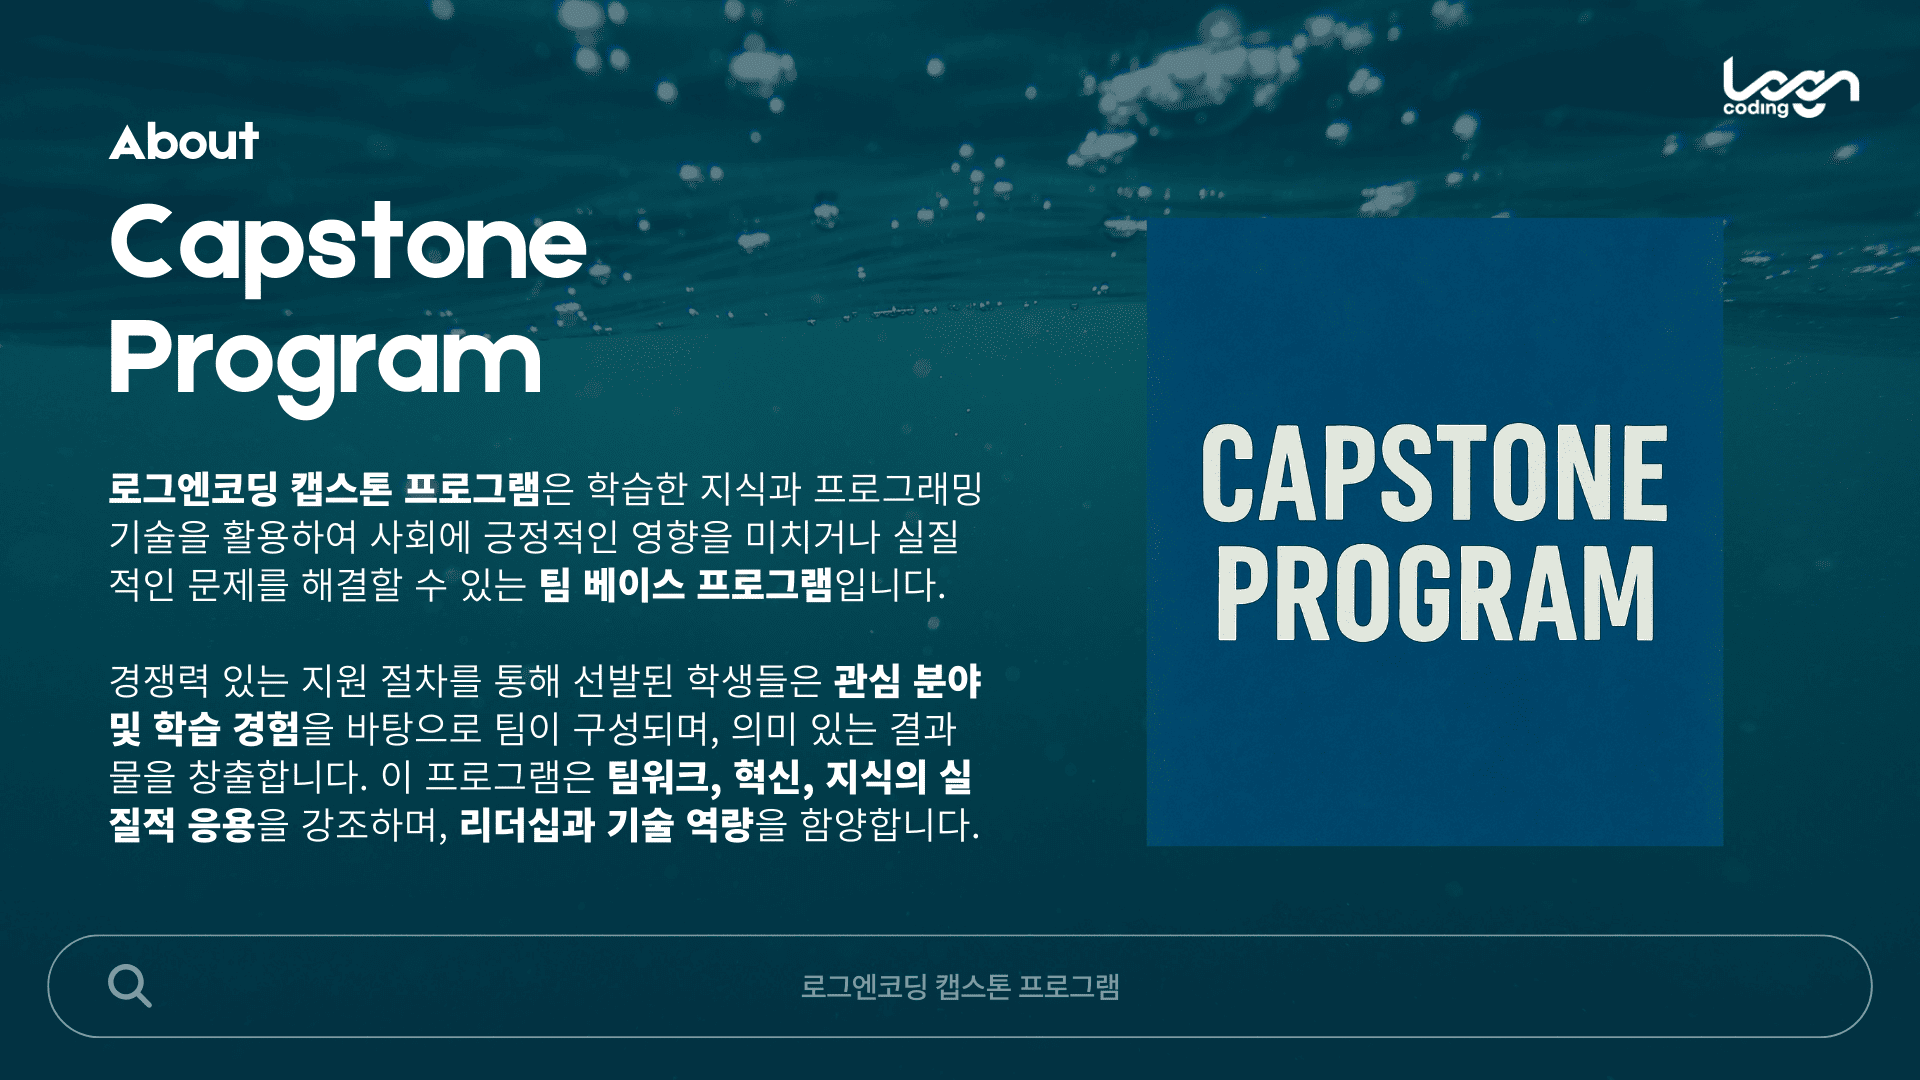 Logn
coding
About
Capstone
Program
로그엔코딩 캡스톤 프로그램은 학습한 지식과 프로그래밍
기술을 활용하여 사회에 긍정적인 영향을 미치거나 실질
적인 문제를 해결할 수 있는 팀 베이스 프로그램입니다.
경쟁력 있는 지원 절차를 통해 선발된 학생들은 관심 분야
및 학습 경험을 바탕으로 팀이 구성되며, 의미 있는 결과
물을 창출합니다. 이 프로그램은 팀워크, 혁신, 지식의 실
질적 응용을 강조하며, 리더십과 기술 역량을 함양합니다.
CAPSTONE
PROGRAM
로그엔코딩 캡스톤 프로그램